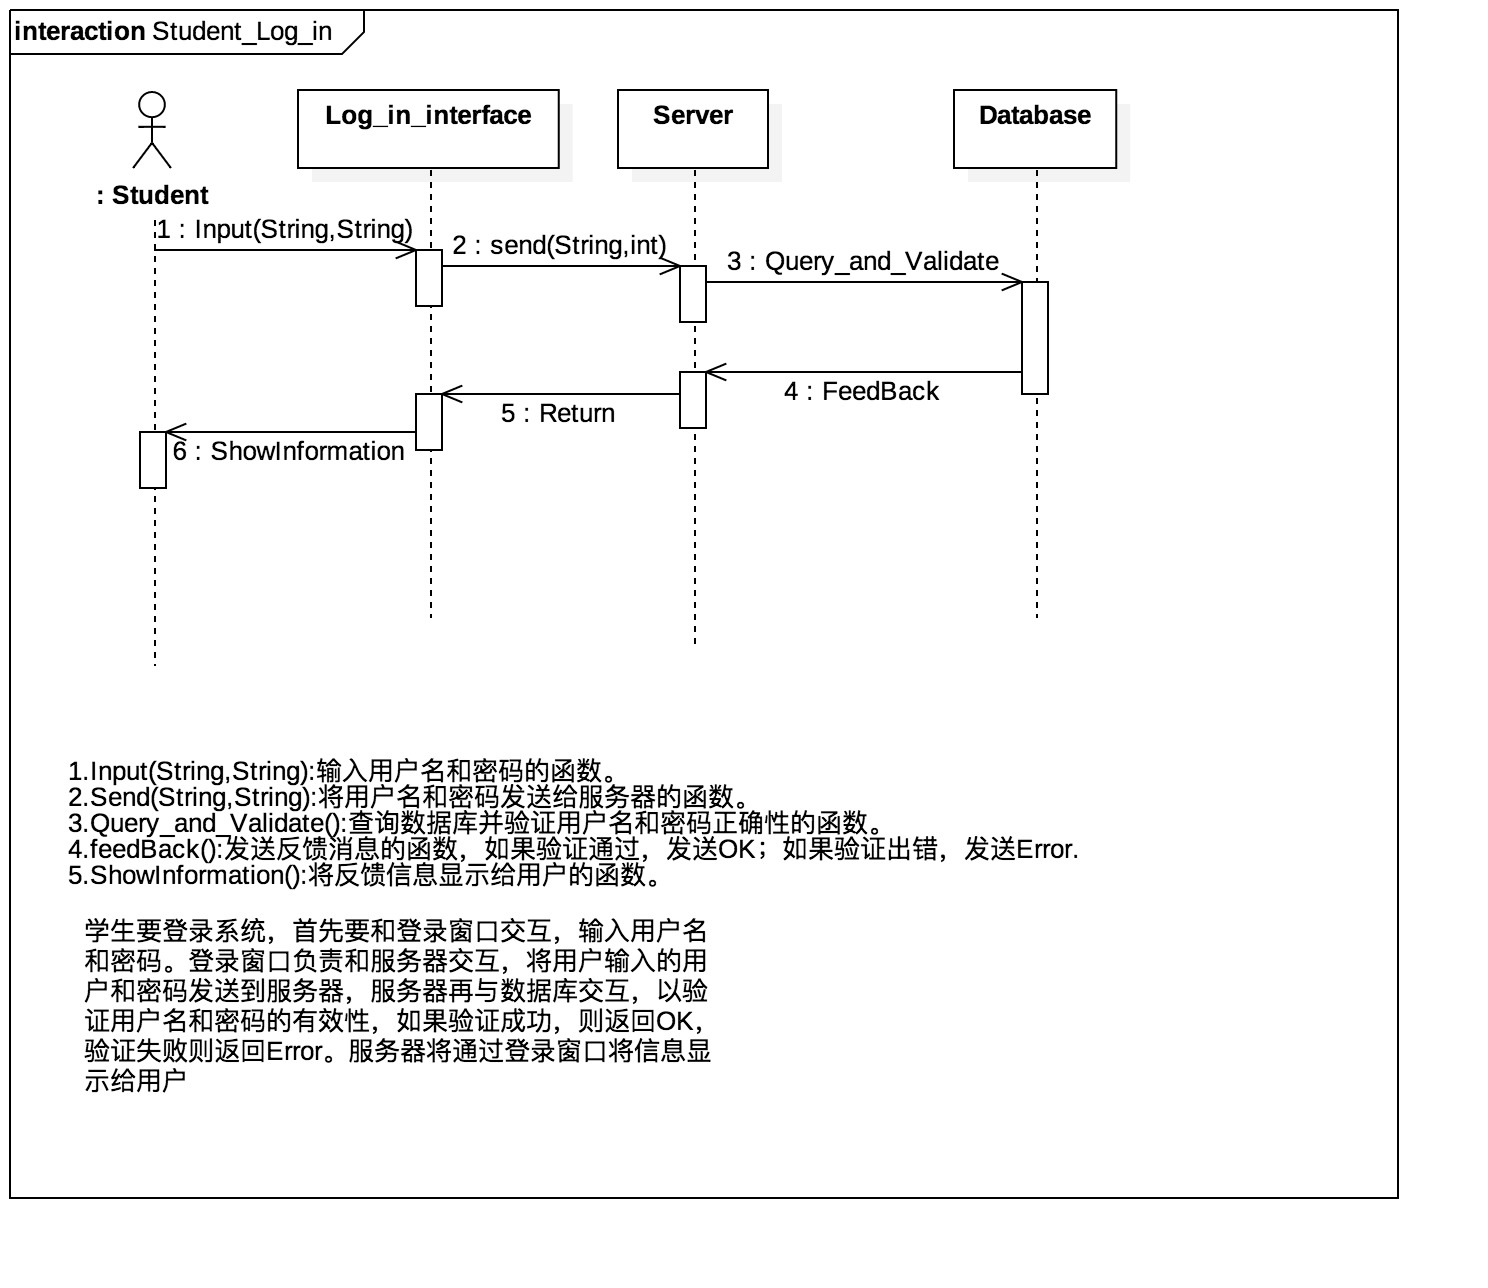 interaction Student_Log_in
Log_in_interface
Server
Database
: Student
1 : Input(String,String)
2 : send(String,int)
3 : Query_and_Validate
4 : FeedBack
5 : Return
6 : ShowInformation
1.Input(String,String):输入用户名和密码的函数。
2.Send(String,String):将用户名和密码发送给服务器的函数。
3.Query_and_Validate():查询数据库并验证用户名和密码正确性的函数。
4.feedBack():发送反馈消息的函数，如果验证通过，发送OK；如果验证出错，发送Error.
5.ShowInformation():将反馈信息显示给用户的函数。
学生要登录系统，首先要和登录窗口交互，输入用户名
和密码。登录窗口负责和服务器交互，将用户输入的用
户和密码发送到服务器，服务器再与数据库交互，以验
证用户名和密码的有效性，如果验证成功，则返回OK，
验证失败则返回Error。服务器将通过登录窗口将信息显
示给用户